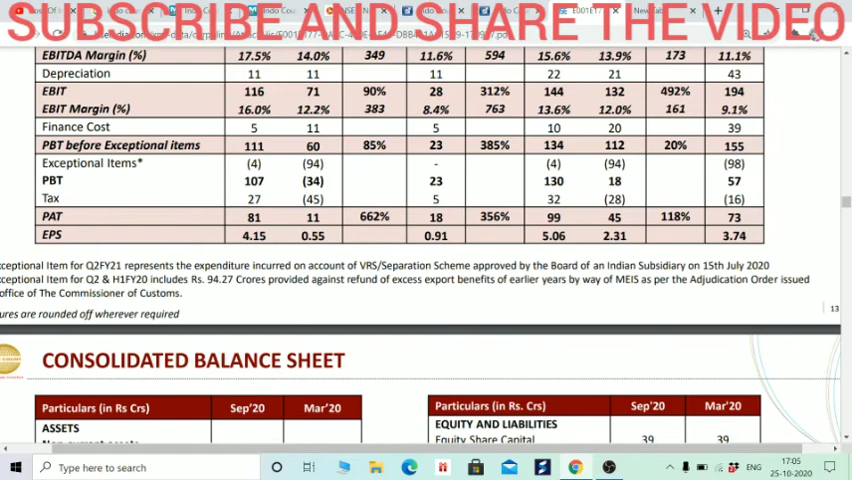 SUBSCRIBE AND SHARE THE VIDEO
EBITDA Margin (%) 17.5% 14.0% 349 11.6% 594 15.6% 13.9% 173 11.1%
Depreciation 11 11 11 22 21 43
EBIT 116 71 90% 28 312% 144 132 492% 194
EBIT Margin (%) 16.0% 12.2% 383 8.4% 763 13.6% 12.0% 161 9.1%
Finance Cost 5 11 5 10 20 39
PBT before Exceptional items 111 60 85% 23 385% 134 112 20% 155
Exceptional Items* (4) (94) - (4) (94) (98)
PBT 107 (34) 23 130 18 57
Tax 27 (45) 5 32 (28) (16)
PAT 81 11 662% 18 356% 99 45 118% 73
EPS 4.15 0.55 0.91 5.06 2.31 3.74
xceptional Item for Q2FY21 represents the expenditure incurred on account of VRS/Separation Scheme approved by the Board of an Indian Subsidiary on 15th July 2020
xceptional Item for Q2 & H1FY20 includes Rs. 94.27 Crores provided against refund of excess export benefits of earlier years by way of MEIS as per the Adjudication Order issued
office of The Commissioner of Customs.
ures are rounded off wherever required
13
CONSOLIDATED BALANCE SHEET
Particulars (in Rs Crs) Sep'20 Mar'20
ASSETS
Particulars (in Rs. Crs) Sep'20 Mar'20
EQUITY AND LIABILITIES
Equity Share Capital 39 39
Type here to search
ENG
17:05
25-10-2020